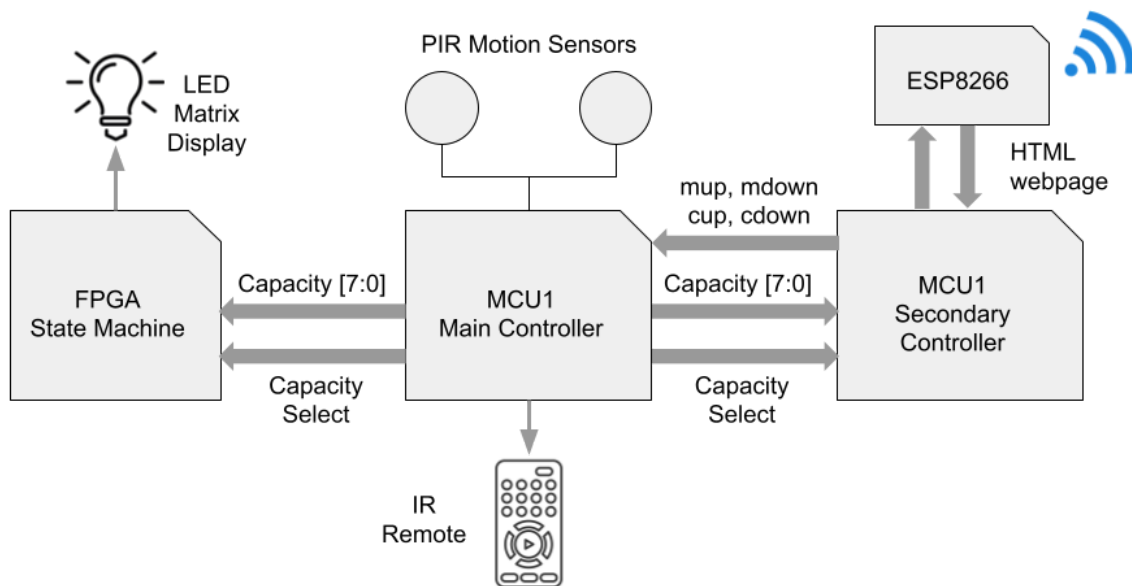 PIR Motion Sensors
LED
Matrix
Display
ESP8266
HTML
webpage
mup, mdown
cup, cdown
FPGA
State Machine
Capacity [7:0]
Capacity
Select
MCU1
Main Controller
Capacity [7:0]
Capacity
Select
MCU1
Secondary
Controller
IR
Remote